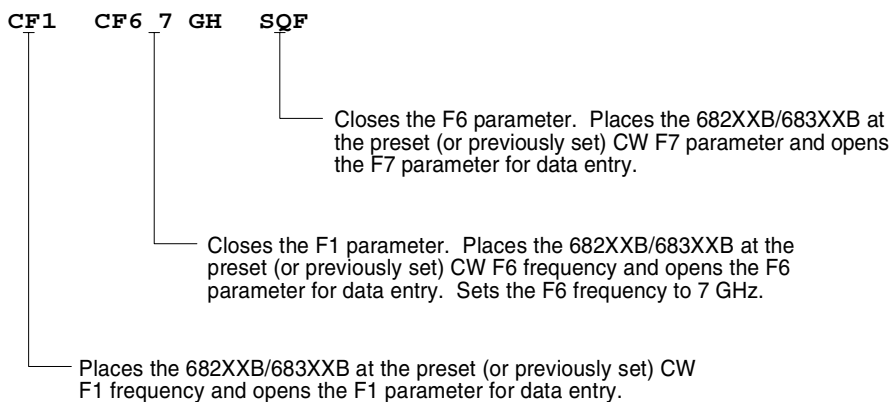 CF1 CF6 7 GH SQF
Closes the F6 parameter. Places the 682XXB/683XXB at
the preset (or previously set) CW F7 parameter and opens
the F7 parameter for data entry.
Closes the F1 parameter. Places the 682XXB/683XXB at the
preset (or previously set) CW F6 frequency and opens the F6
parameter for data entry. Sets the F6 frequency to 7 GHz.
Places the 682XXB/683XXB at the preset (or previously set) CW
F1 frequency and opens the F1 parameter for data entry.